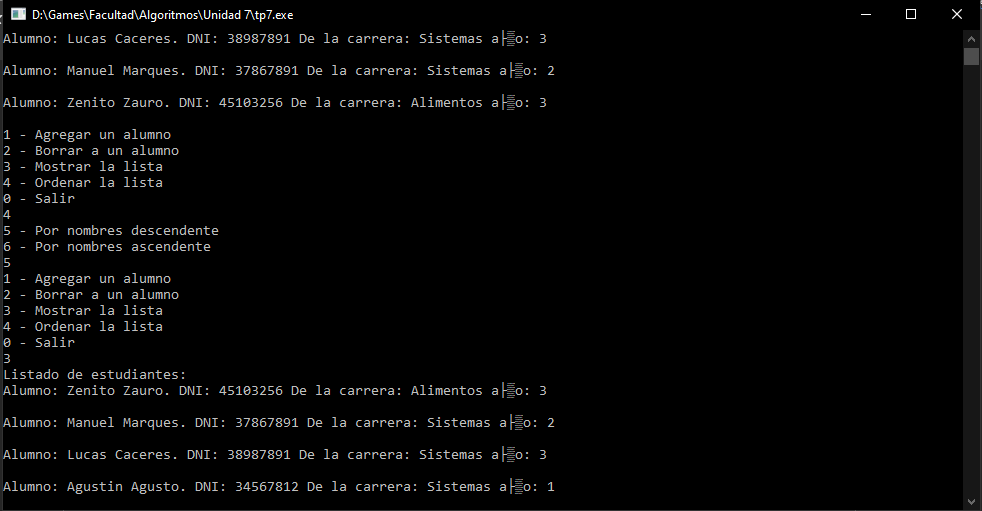 D:\Games\Facultad\Algoritmos\Unidad 7\tp7.exe
Alumno: Lucas Caceres. DNI: 38987891 De la carrera: Sistemas a├▒o: 3
Alumno: Manuel Marques. DNI: 37867891 De la carrera: Sistemas a├▒o: 2
Alumno: Zenito Zauro. DNI: 45103256 De la carrera: Alimentos a├▒o: 3
1 - Agregar un alumno
2 - Borrar a un alumno
3 - Mostrar la lista
4 - Ordenar la lista
0 - Salir
4
5 - Por nombres descendente
6 - Por nombres ascendente
5
1 - Agregar un alumno
2 - Borrar a un alumno
3 - Mostrar la lista
4 - Ordenar la lista
0 - Salir
3
Listado de estudiantes:
Alumno: Zenito Zauro. DNI: 45103256 De la carrera: Alimentos a├▒o: 3
Alumno: Manuel Marques. DNI: 37867891 De la carrera: Sistemas a├▒o: 2
Alumno: Lucas Caceres. DNI: 38987891 De la carrera: Sistemas a├▒o: 3
Alumno: Agustin Agusto. DNI: 34567812 De la carrera: Sistemas a├▒o: 1